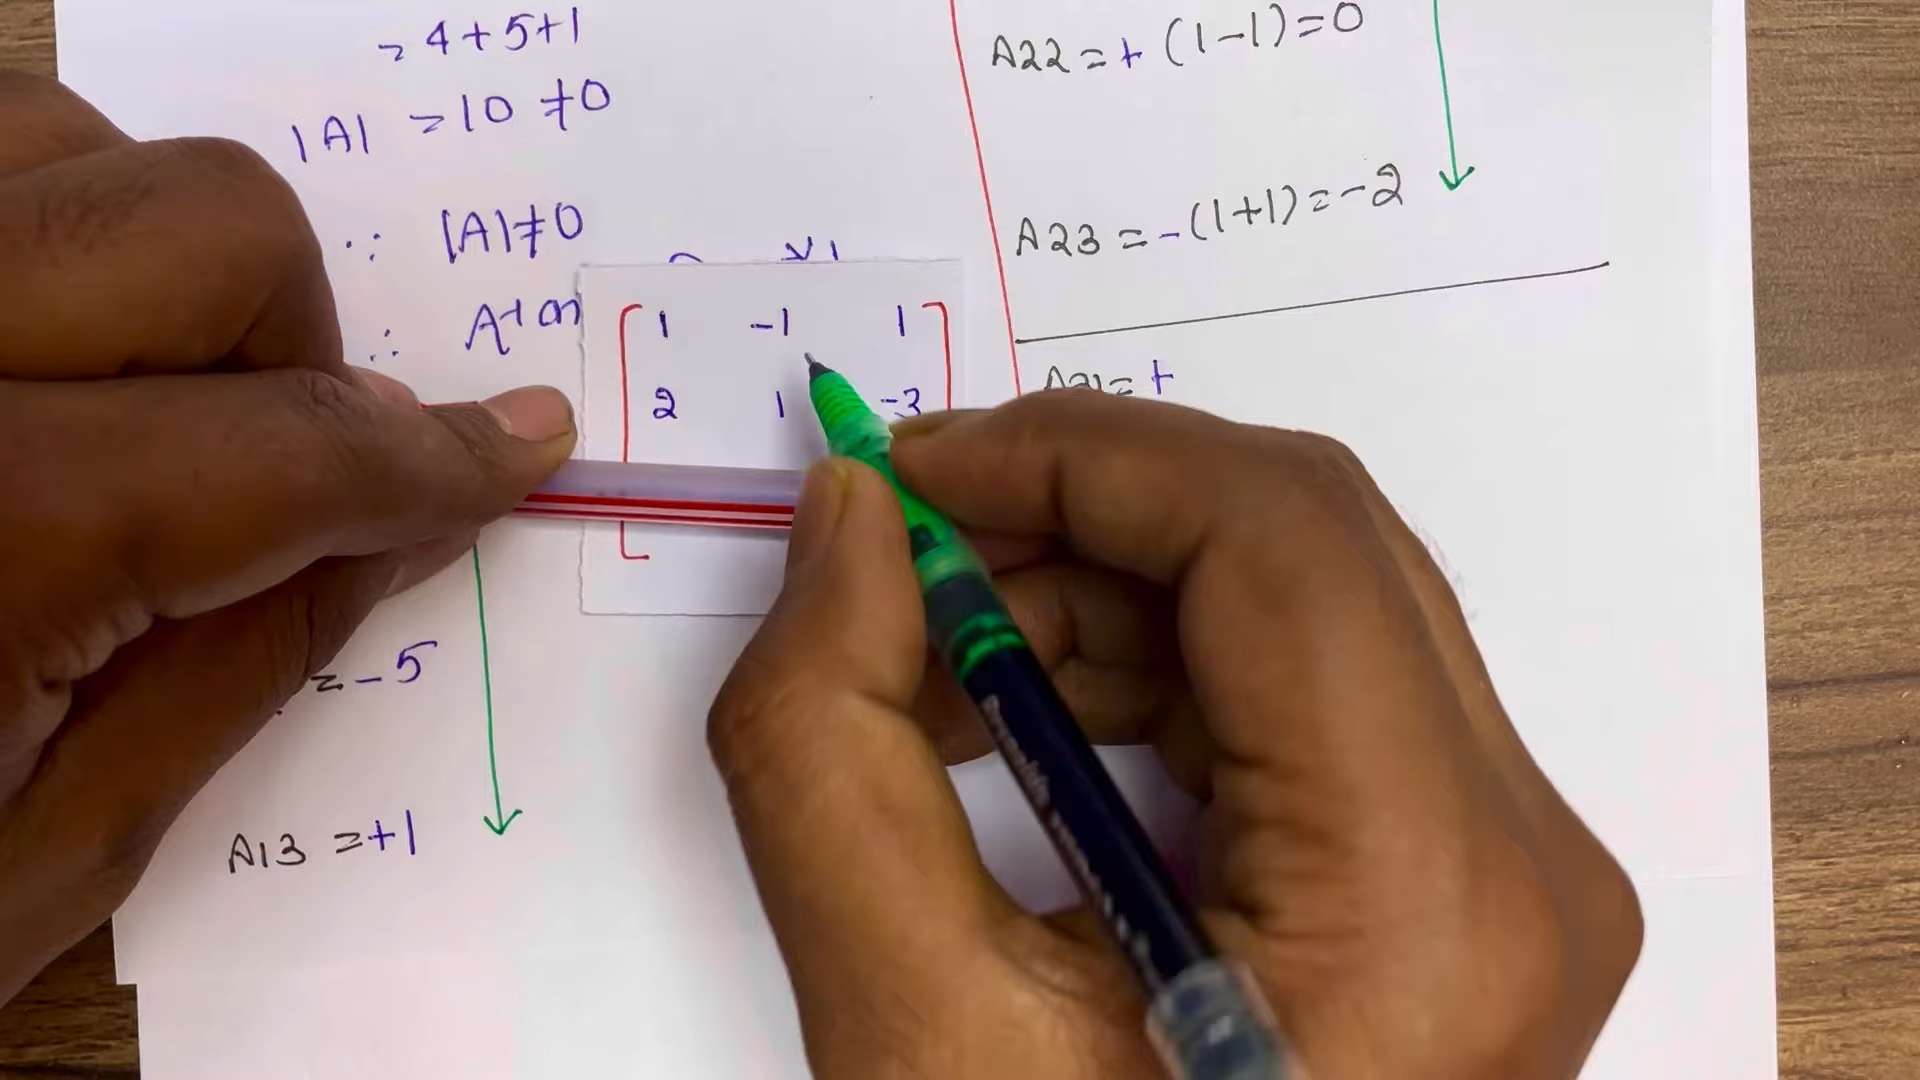 = 4+5+1
|A| = 10 ≠0
∵ |A|≠0
∴ A⁻¹
1 -1 1
2 1 -3
= -5
A13 = +1
A22 = + (1-1) = 0
A23 = -(1+1) = -2
A31= +